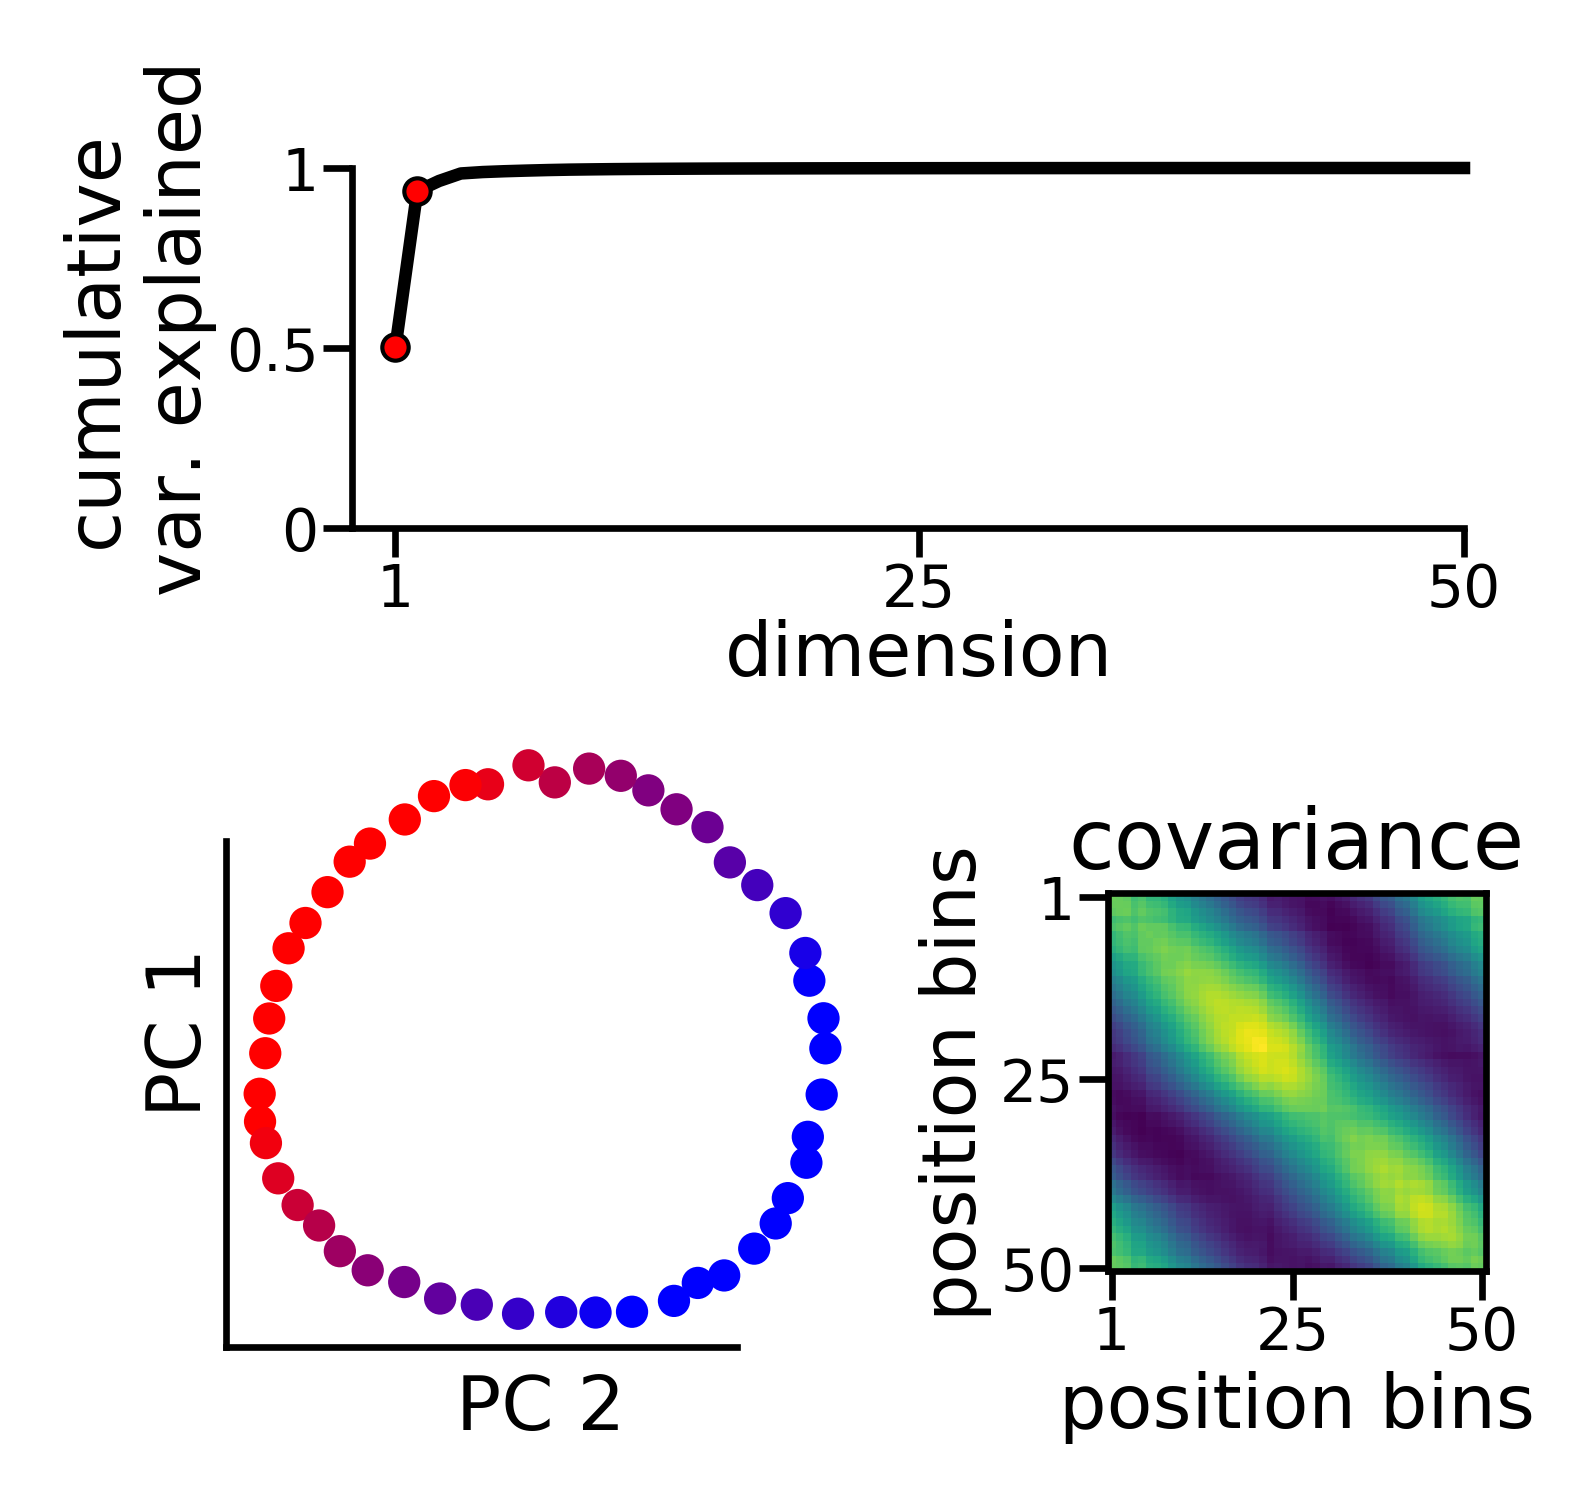 cumulative
var. explained
1
0.5
0
1
25
50
dimension
PC 1
PC 2
covariance
position bins
1
25
50
1
25
50
position bins